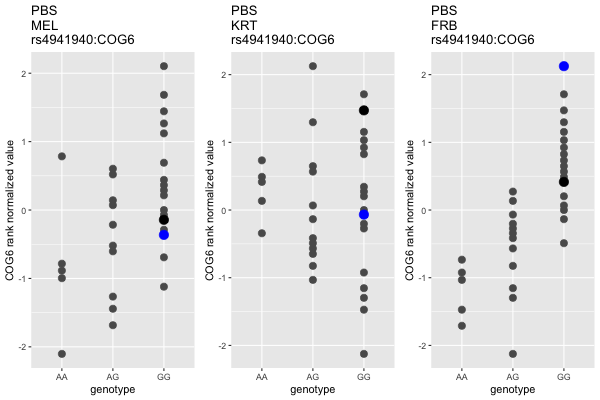 PBS
MEL
rs4941940:COG6
COG6 rank normalized value
2
1
0
-1
-2
AA
AG
GG
genotype
PBS
KRT
rs4941940:COG6
COG6 rank normalized value
2
1
0
-1
-2
AA
AG
GG
genotype
PBS
FRB
rs4941940:COG6
COG6 rank normalized value
2
1
0
-1
-2
AA
AG
GG
genotype